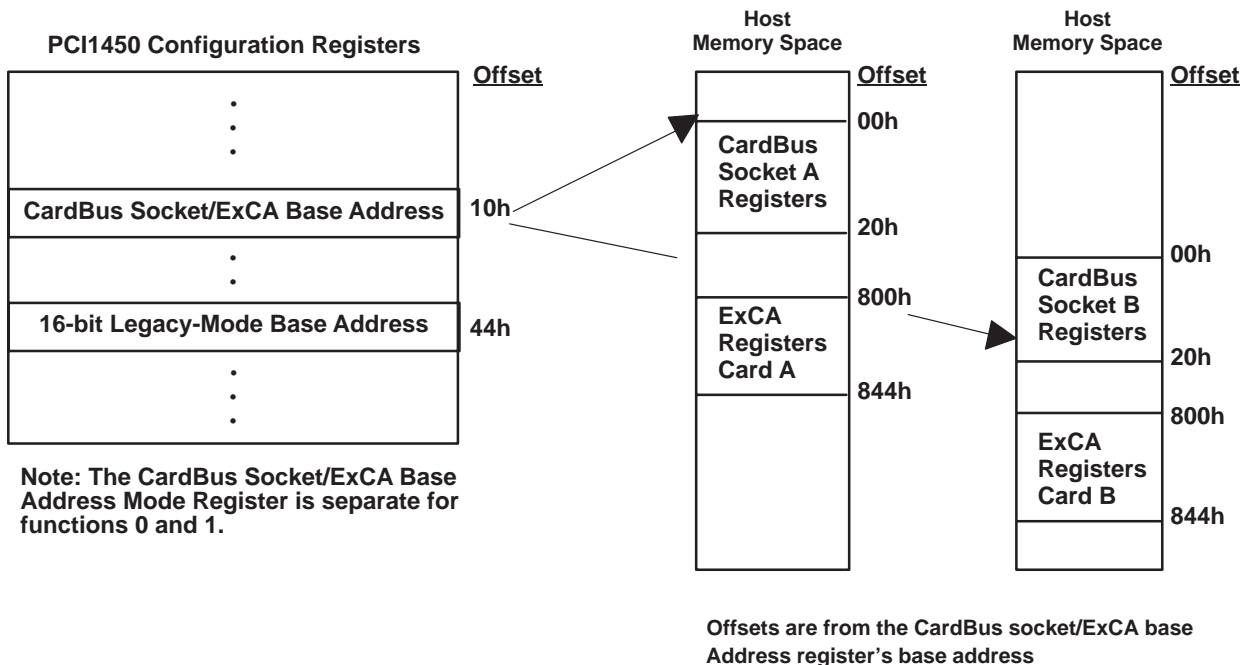 PCI1450 Configuration Registers
Offset
CardBus Socket/ExCA Base Address
10h
16-bit Legacy-Mode Base Address
44h
Note: The CardBus Socket/ExCA Base
Address Mode Register is separate for
functions 0 and 1.
Host
Memory Space
Offset
00h
CardBus
Socket A
Registers
20h
800h
ExCA
Registers
Card A
844h
Host
Memory Space
Offset
00h
CardBus
Socket B
Registers
20h
800h
ExCA
Registers
Card B
844h
Offsets are from the CardBus socket/ExCA base
Address register's base address